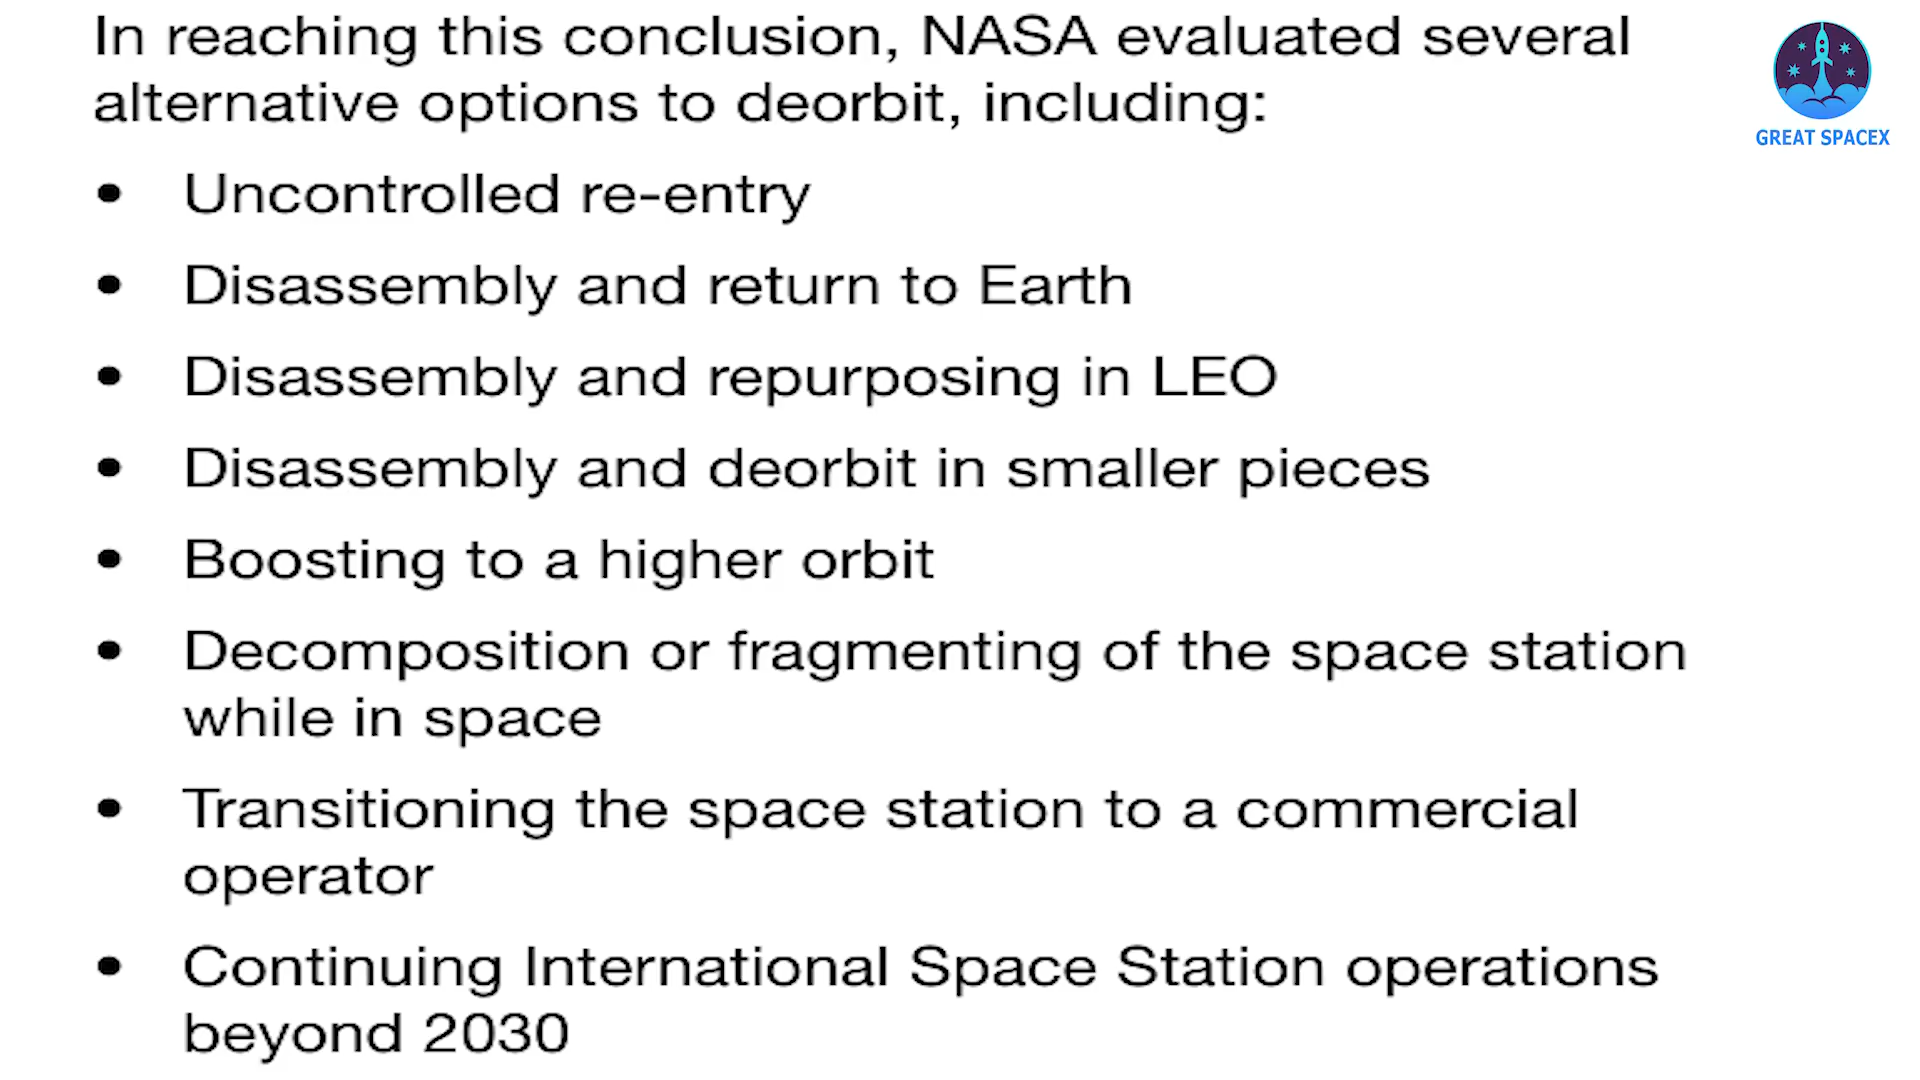 In reaching this conclusion, NASA evaluated several
alternative options to deorbit, including:
• Uncontrolled re-entry
• Disassembly and return to Earth
• Disassembly and repurposing in LEO
• Disassembly and deorbit in smaller pieces
• Boosting to a higher orbit
• Decomposition or fragmenting of the space station
while in space
• Transitioning the space station to a commercial
operator
• Continuing International Space Station operations
beyond 2030
GREAT SPACEX